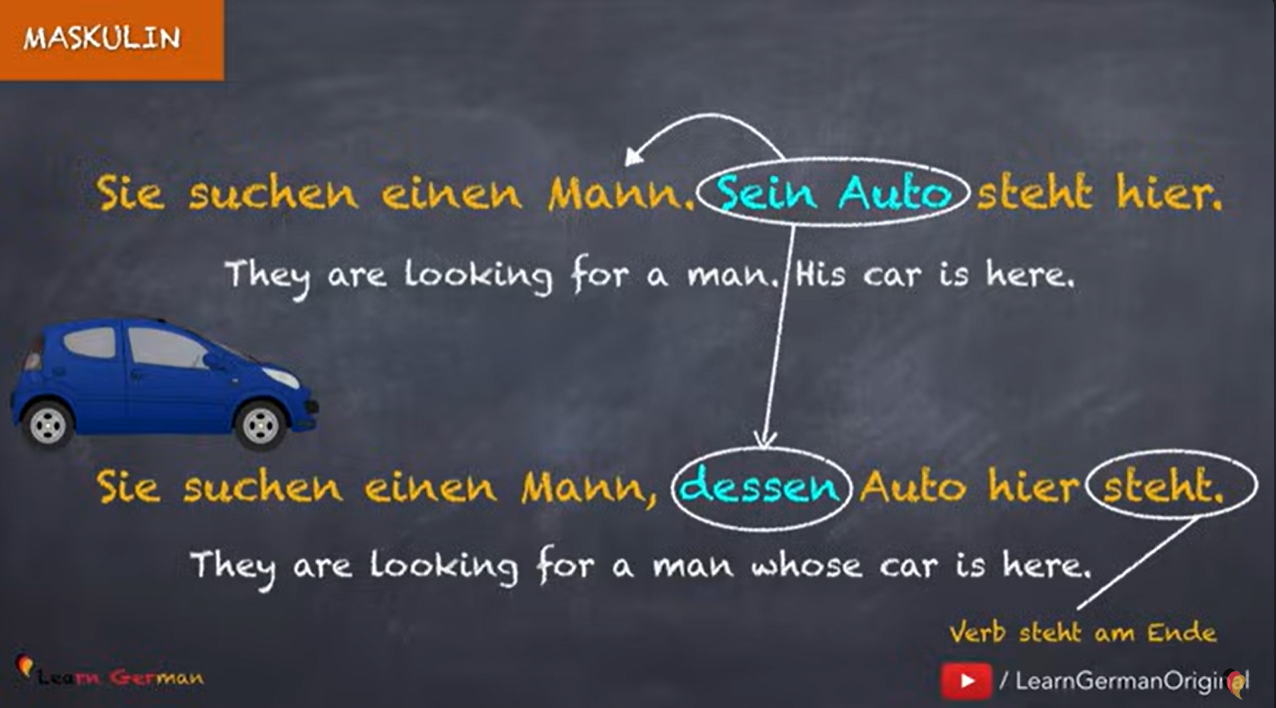 MASKULIN
Sie suchen einen Mann. Sein Auto steht hier.
They are looking for a man. His car is here.
Sie suchen einen Mann, dessen Auto hier steht.
They are looking for a man whose car is here.
Verb steht am Ende
Learn German
/ LearnGermanOriginal